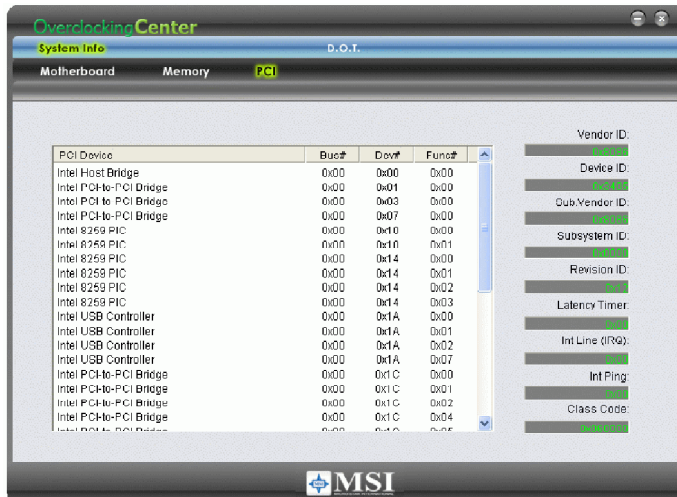 Overclocking Center
System Info D.O.T.
Motherboard Memory PCI
PCI Device Bus# Dev# Func#
Intel Host Bridge 0x00 0x00 0x00
Intel PCI-to-PCI Bridge 0x00 0x01 0x00
Intel PCI-to-PCI Bridge 0x00 0x03 0x00
Intel PCI-to-PCI Bridge 0x00 0x07 0x00
Intel 8259 PIC 0x00 0x10 0x00
Intel 8259 PIC 0x00 0x10 0x01
Intel 8259 PIC 0x00 0x14 0x00
Intel 8259 PIC 0x00 0x14 0x01
Intel 8259 PIC 0x00 0x14 0x02
Intel 8259 PIC 0x00 0x14 0x03
Intel USB Controller 0x00 0x1A 0x00
Intel USB Controller 0x00 0x1A 0x01
Intel USB Controller 0x00 0x1A 0x02
Intel USB Controller 0x00 0x1A 0x07
Intel PCI-to-PCI Bridge 0x00 0x1C 0x00
Intel PCI-to-PCI Bridge 0x00 0x1C 0x01
Intel PCI-to-PCI Bridge 0x00 0x1C 0x02
Intel PCI-to-PCI Bridge 0x00 0x1C 0x04
Vendor ID:
Device ID:
Sub.Vendor ID:
Subsystem ID:
Revision ID:
Latency Timer:
Int Line (IRQ):
Int Ping:
Class Code:
MSI